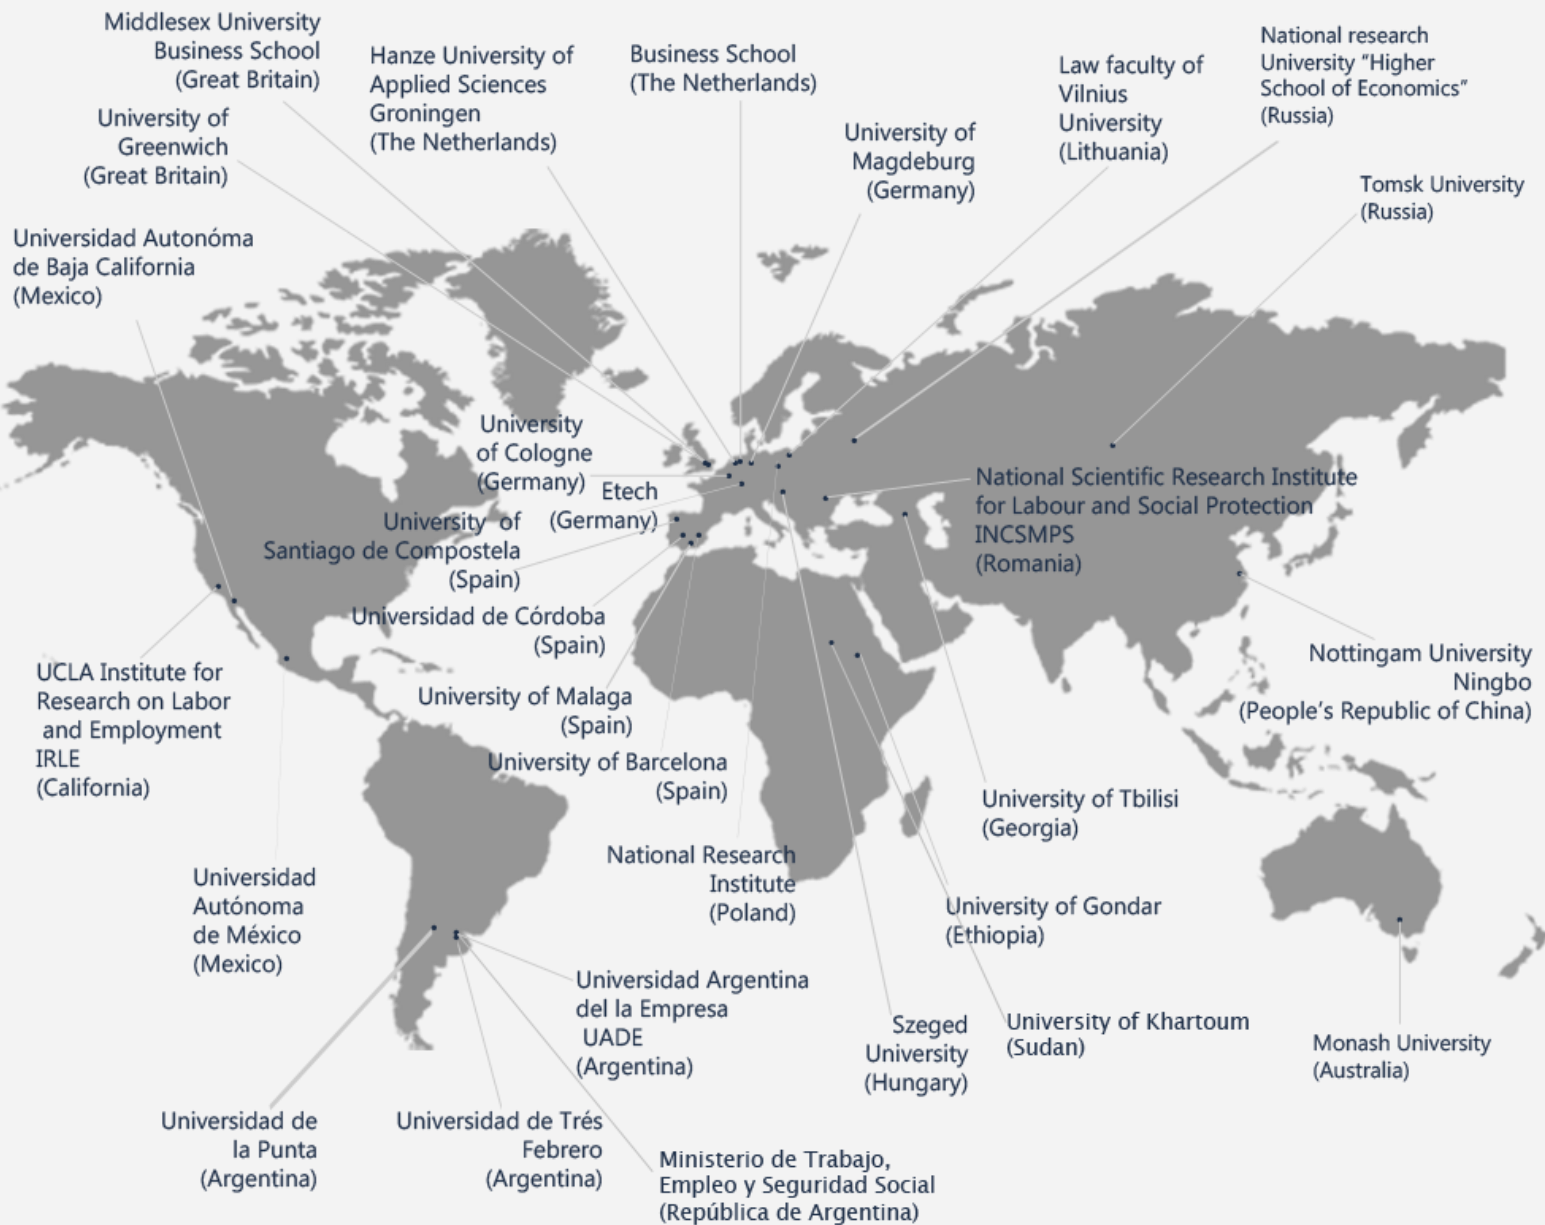 Middlesex University
Business School
(Great Britain)
Hanze University of
Applied Sciences
Groningen
(The Netherlands)
Business School
(The Netherlands)
Law faculty of
Vilnius
University
(Lithuania)
National research
University "Higher
School of Economics"
(Russia)
University of
Greenwich
(Great Britain)
University of
Magdeburg
(Germany)
Tomsk University
(Russia)
Universidad Autonóma
de Baja California
(Mexico)
University
of Cologne
(Germany)
Etech
(Germany)
National Scientific Research Institute
for Labour and Social Protection
INCSMPS
(Romania)
University of
Santiago de Compostela
(Spain)
Universidad de Córdoba
(Spain)
UCLA Institute for
Research on Labor
and Employment
IRLE
(California)
University of Malaga
(Spain)
Nottingam University
Ningbo
(People's Republic of China)
University of Barcelona
(Spain)
University of Tbilisi
(Georgia)
National Research
Institute
(Poland)
Universidad
Autónoma
de México
(Mexico)
University of Gondar
(Ethiopia)
Universidad Argentina
del la Empresa
UADE
(Argentina)
Szeged
University
(Hungary)
University of Khartoum
(Sudan)
Monash University
(Australia)
Universidad de
la Punta
(Argentina)
Universidad de Trés
Febrero
(Argentina)
Ministerio de Trabajo,
Empleo y Seguridad Social
(República de Argentina)